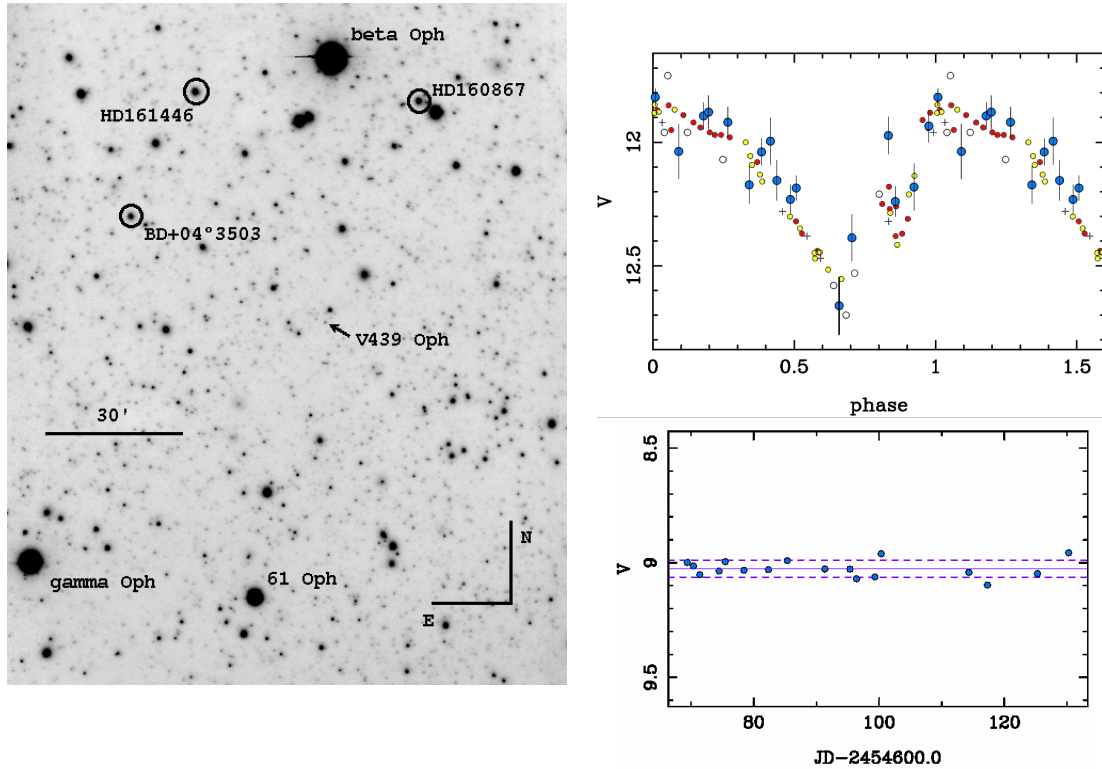 beta Oph
HD160867
HD161446
BD+04°3503
V439 Oph
30'
N
gamma Oph
61 Oph
E
V
12
12.5
0
0.5
1
1.5
phase
V
8.5
9
9.5
80
100
120
JD-2454600.0